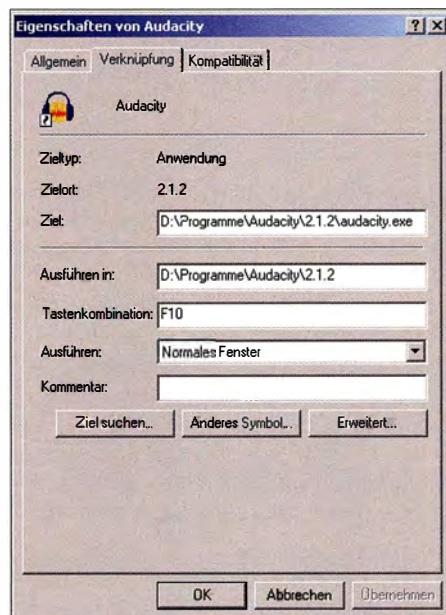 Eigenschaften von Audacity
Allgemein Verknüpfung Kompatibilität
Audacity
Zieltyp: Anwendung
Zielort: 2.1.2
Ziel: D:\Programme\Audacity\2.1.2\audacity.exe
Ausführen in: D:\Programme\Audacity\2.1.2
Tastenkombination: F10
Ausführen: Normales Fenster
Kommentar:
Ziel suchen... Anderes Symbol... Erweitert...
OK Abbrechen Übernehmen